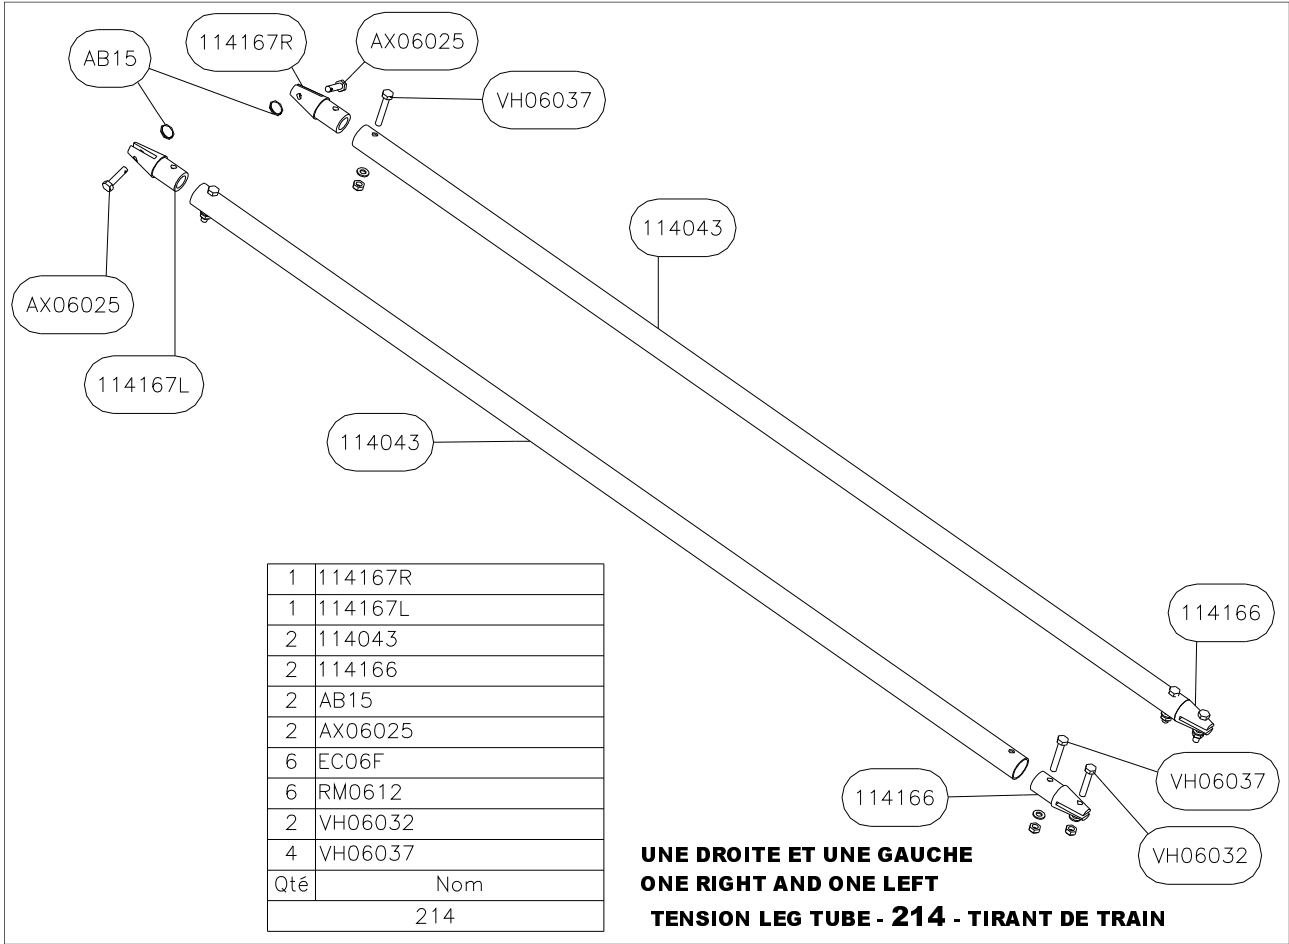 114167R
AX06025
AB15
VH06037
114043
AX06025
114167L
114043
1 114167R
1 114167L
2 114043
2 114166
2 AB15
2 AX06025
6 EC06F
6 RM0612
2 VH06032
4 VH06037
Qté Nom
214
114166
VH06037
114166
VH06032
UNE DROITE ET UNE GAUCHE
ONE RIGHT AND ONE LEFT
TENSION LEG TUBE - 214 - TIRANT DE TRAIN